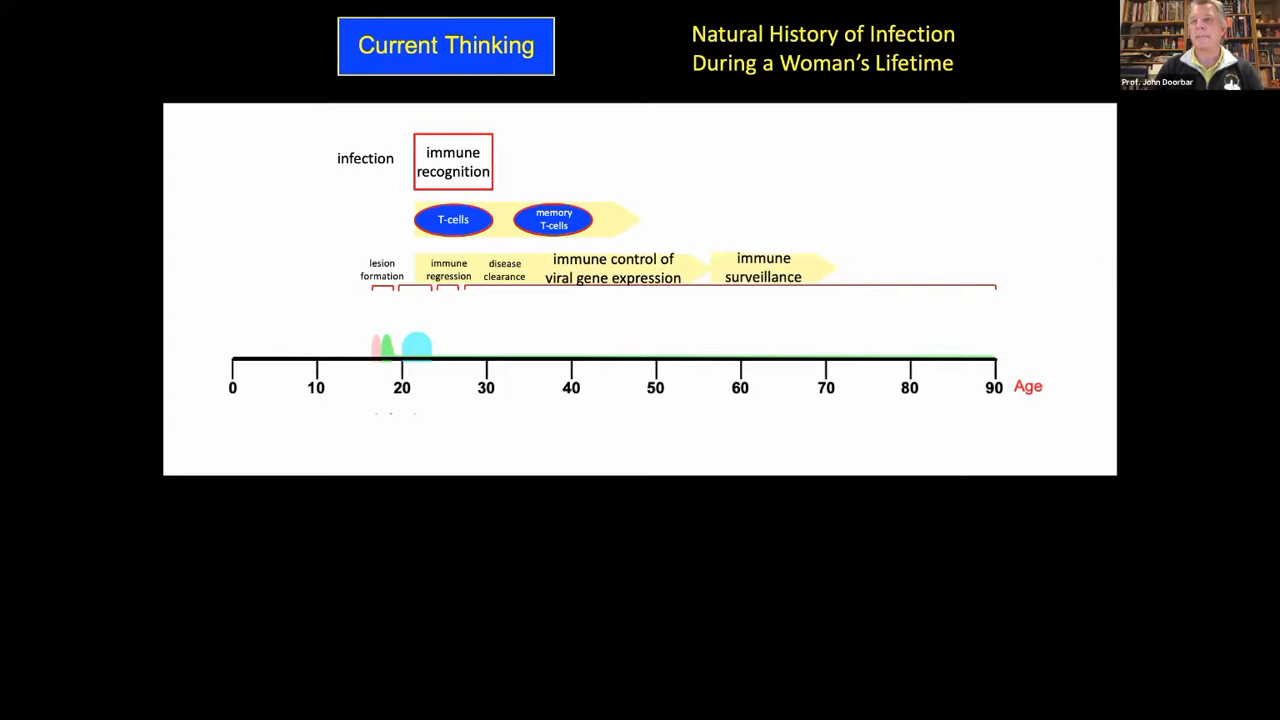 Current Thinking
Natural History of Infection
During a Woman's Lifetime
Prof. John Doorbar
infection
immune
recognition
T-cells
memory
T-cells
lesion
formation
immune
regression
disease
clearance
immune control of
viral gene expression
immune
surveillance
0 10 20 30 40 50 60 70 80 90 Age